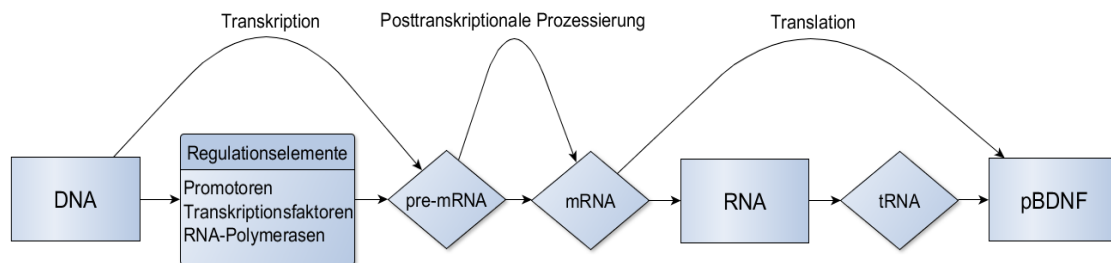 Transkription
Posttranskriptionale Prozessierung
Translation
DNA
Regulationselemente
Promotoren
Transkriptionsfaktoren
RNA-Polymerasen
pre-mRNA
mRNA
RNA
tRNA
pBDNF